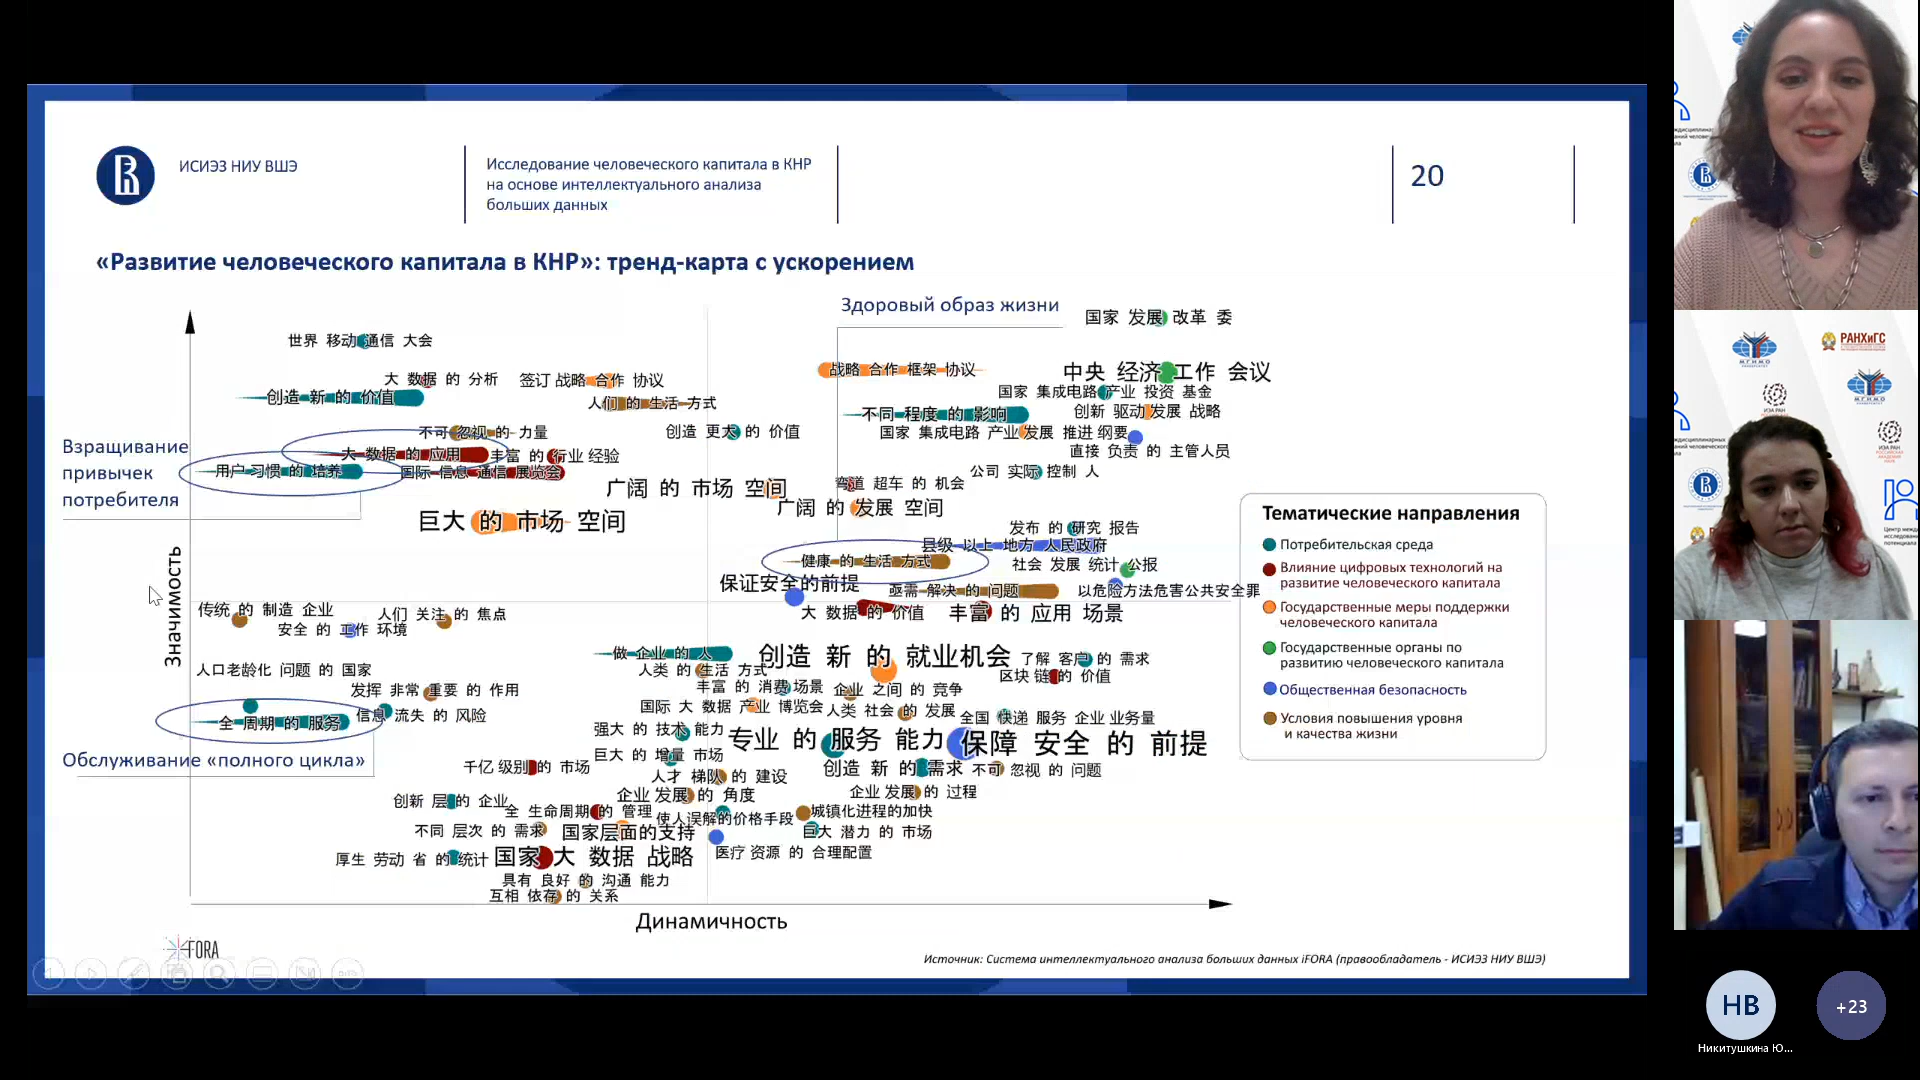 ИСИЭЗ НИУ ВШЭ
Исследование человеческого капитала в КНР
на основе интеллектуального анализа
больших данных
20
«Развитие человеческого капитала в КНР»: тренд-карта с ускорением
Здоровый образ жизни
国家 发展 改革 委
世界 移动 通信 大会
战略 合作 框架 协议
中央 经济 工作 会议
大 数据 的 分析
签订 战略 合作 协议
国家 集成电路 产业 投资 基金
创造 新 的 价值
人们 的 生活 方式
不同 程度 的 影响
创新 驱动 发展 战略
不可 忽视 的 力量
创造 更大 的 价值
国家 集成电路 产业 发展 推进 纲要
Взращивание
привычек
потребителя
大 数据 的 应用
丰富 的 行业 经验
直接 负责 的 主管人员
用户 习惯 的 培养
国际 信息 通信 展览会
公司 实际 控制 人
广阔 的 市场 空间
弯道 超车 的 机会
广阔 的 发展 空间
巨大 的 市场 空间
发布 的 研究 报告
县级 以上 地方 人民政府
健康 的 生活 方式
社会 发展 统计 公报
保证安全的前提
亟需 解决 的 问题
以危险方法危害公共安全罪
传统 的 制造 企业
人们 关注 的 焦点
大 数据 的 价值
丰富 的 应用 场景
安全 的 工作 环境
做 企业 的 人
创造 新 的 就业机会
了解 客户 的 需求
人口老龄化 问题 的 国家
人类 的 生活 方式
区块 链 的 价值
发挥 非常 重要 的 作用
丰富 的 消费 场景
企业 之间 的 竞争
国际 大 数据 产业 博览会
人类 社会 的 发展
全 周期 的 服务
信息 流失 的 风险
全国 快递 服务 企业 业务量
强大 的 技术 能力
专业 的 服务 能力
保障 安全 的 前提
Обслуживание «полного цикла»
巨大 的 增量 市场
千亿 级别 的 市场
人才 梯队 的 建设
创造 新 的 需求
不可 忽视 的 问题
创新 层 的 企业
企业 发展 的 角度
企业 发展 的 过程
全 生命周期 的 管理
使人误解的价格手段
城镇化进程的加快
不同 层次 的 需求
国家层面的支持
巨大 潜力 的 市场
厚生 劳动 省 的 统计
国家 大 数据 战略
医疗 资源 的 合理配置
具有 良好 的 沟通 能力
互相 依存 的 关系
Значимость
Динамичность
Тематические направления
Потребительская среда
Влияние цифровых технологий на
развитие человеческого капитала
Государственные меры поддержки
человеческого капитала
Государственные органы по
развитию человеческого капитала
Общественная безопасность
Условия повышения уровня
и качества жизни
iFORA
Источник: Система интеллектуального анализа больших данных iFORA (правообладатель - ИСИЭЗ НИУ ВШЭ)
МГИМО
РАНХиГС
МГИМО
ИЭА РАН
НВ
+23
Никитушкина Ю...